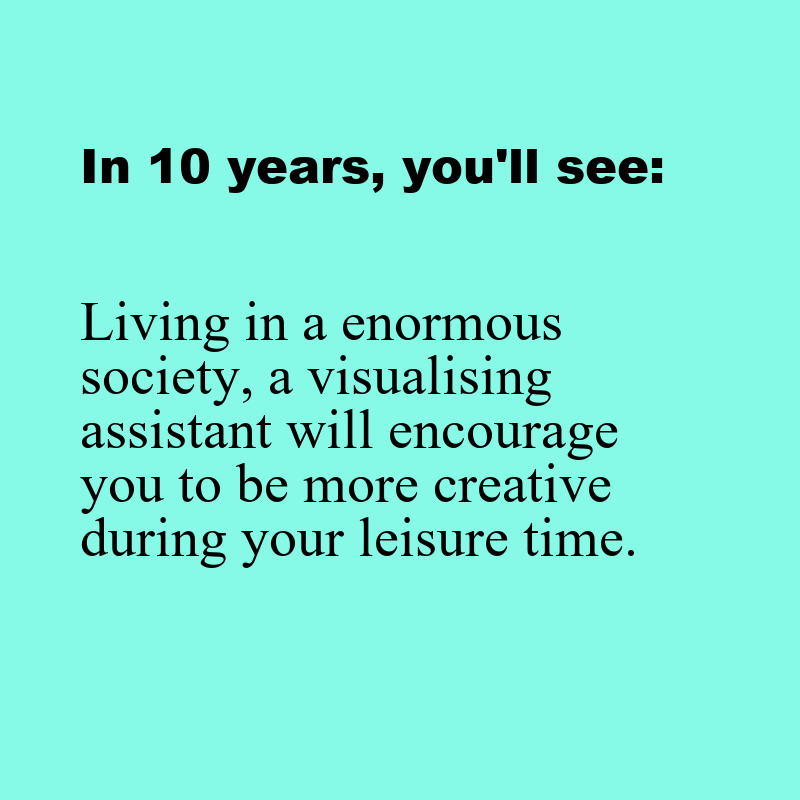 In 10 years, you'll see:
Living in a enormous
society, a visualising
assistant will encourage
you to be more creative
during your leisure time.